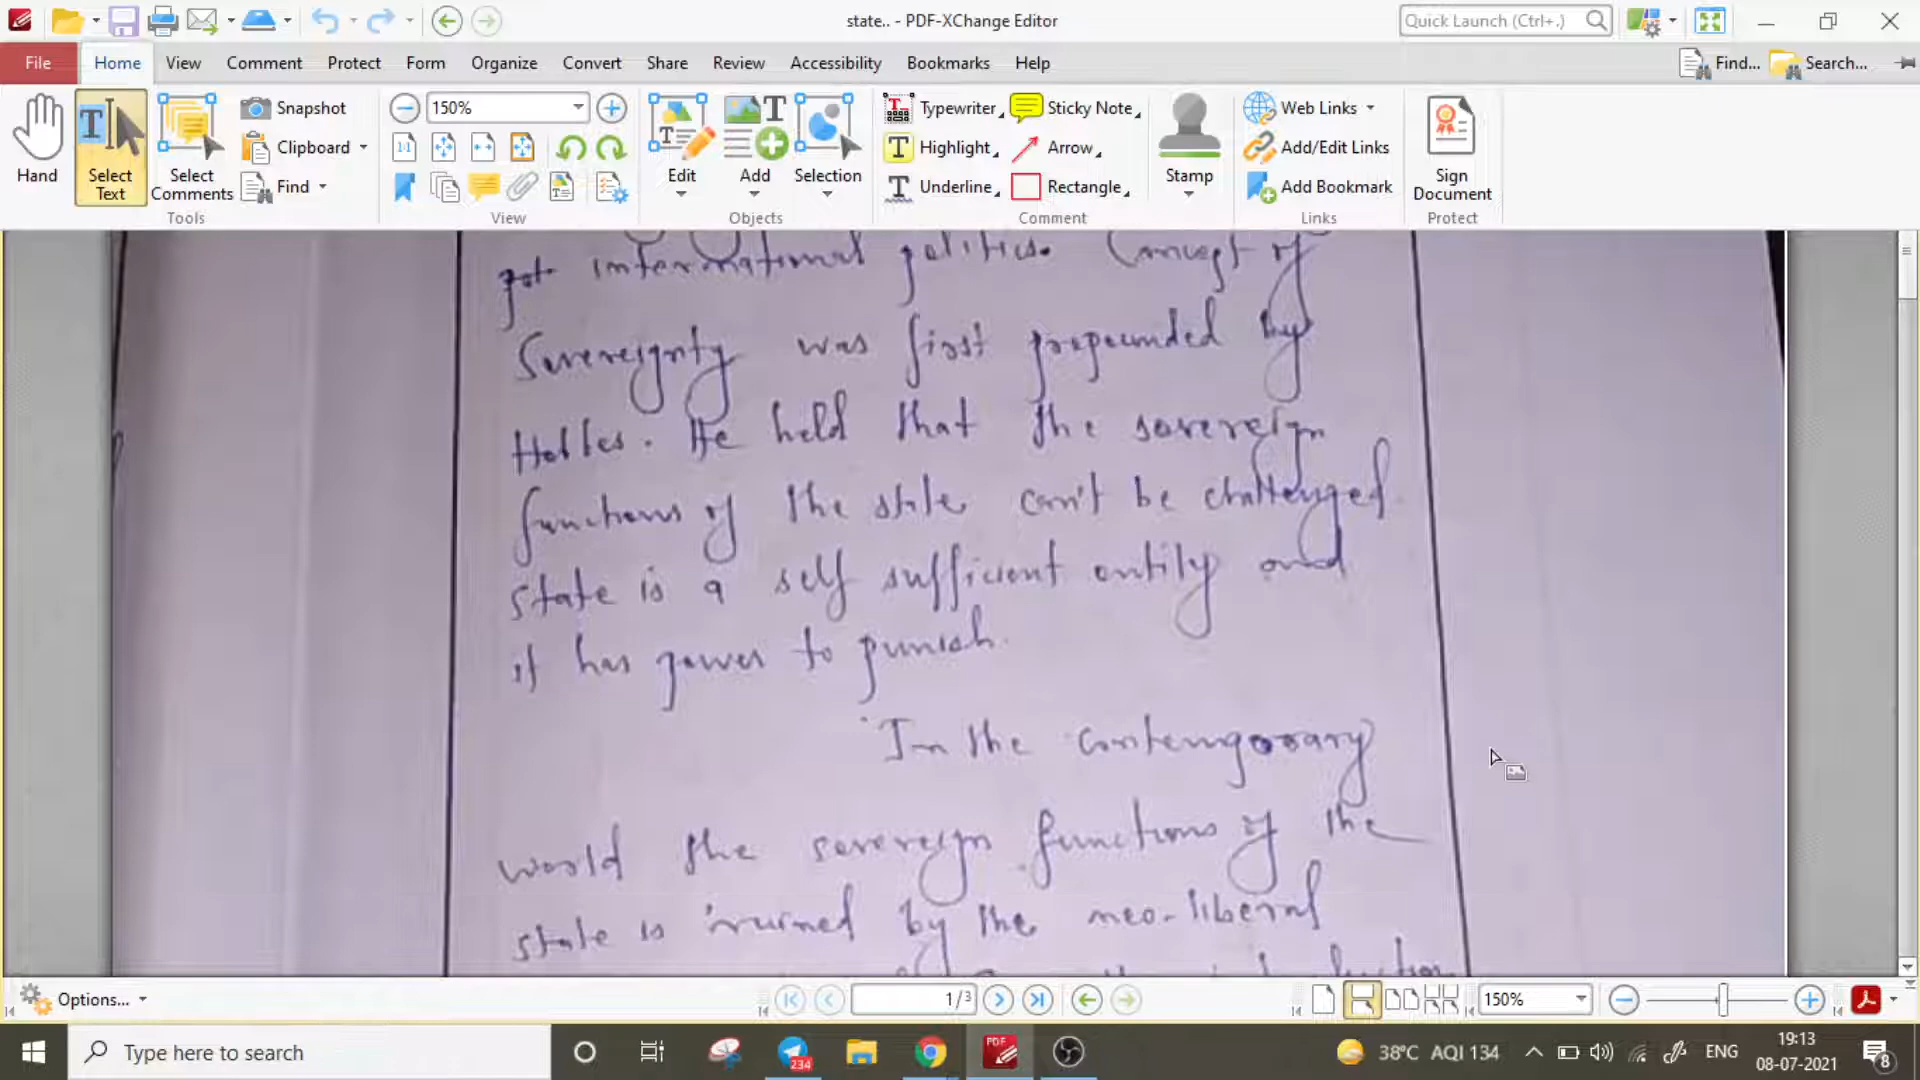 state.. - PDF-XChange Editor
Quick Launch (Ctrl+.)
File Home View Comment Protect Form Organize Convert Share Review Accessibility Bookmarks Help Find... Search...
Hand
Select Text
Select Comments
Snapshot
Clipboard
Find
Tools
150%
View
Edit
Add
Selection
Objects
Typewriter
Highlight
Underline
Sticky Note
Arrow
Rectangle
Stamp
Comment
Web Links
Add/Edit Links
Add Bookmark
Links
Sign Document
Protect
international politics. Concept of
Sovereignty was first propounded by
Hobbes. He held that the sovereign
functions of the state can't be challenged
state is a self sufficient entity and
it has power to punish.
In the contemporary
world the sovereign functions of the
state is ruined by the neo-liberal
Options...
1/3
150%
Type here to search
PDF
234
38°C AQI 134
ENG
19:13
08-07-2021
8